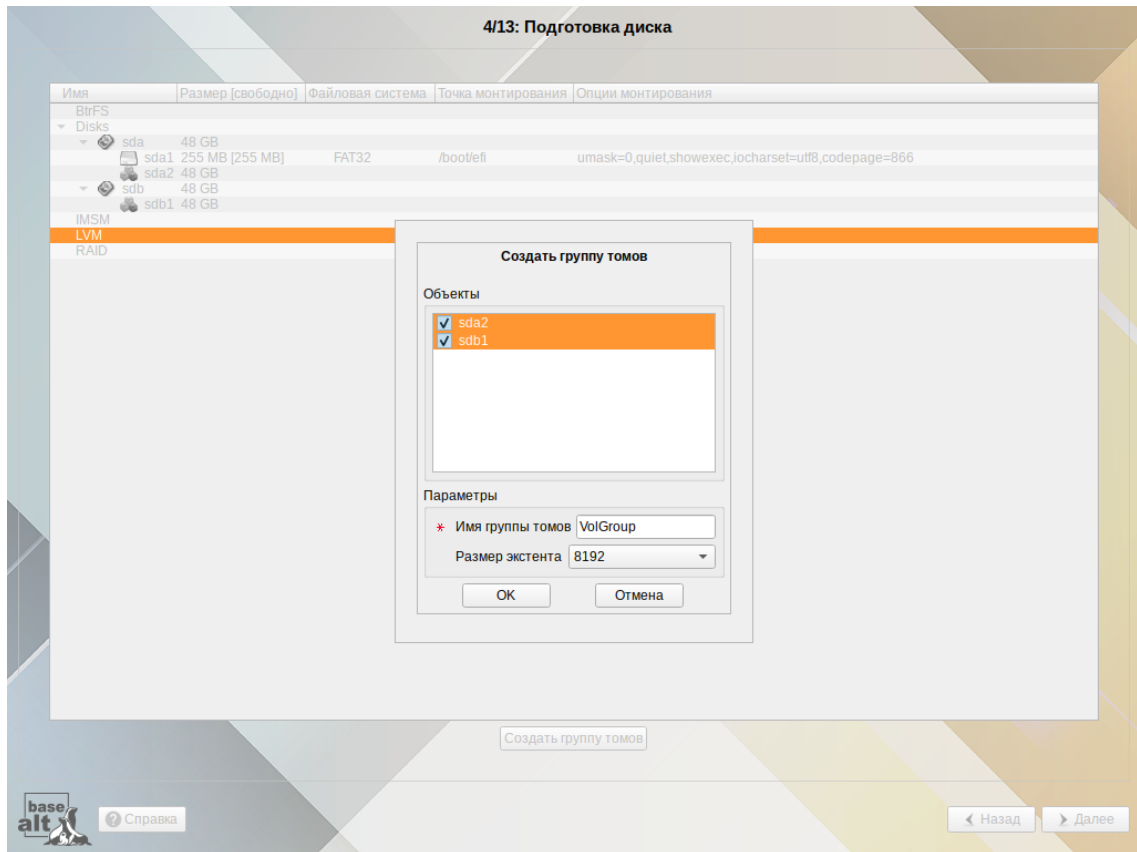 4/13: Подготовка диска
Имя Размер [свободно] Файловая система Точка монтирования Опции монтирования
BtrFS
Disks
sda 48 GB
sda1 255 MB [255 MB] FAT32 /boot/efi umask=0,quiet,showexec,iocharset=utf8,codepage=866
sda2 48 GB
sdb 48 GB
sdb1 48 GB
IMSM
LVM
RAID
Создать группу томов
Объекты
sda2
sdb1
Параметры
* Имя группы томов VolGroup
Размер экстента 8192
OK Отмена
Создать группу томов
base
alt
Справка Назад Далее